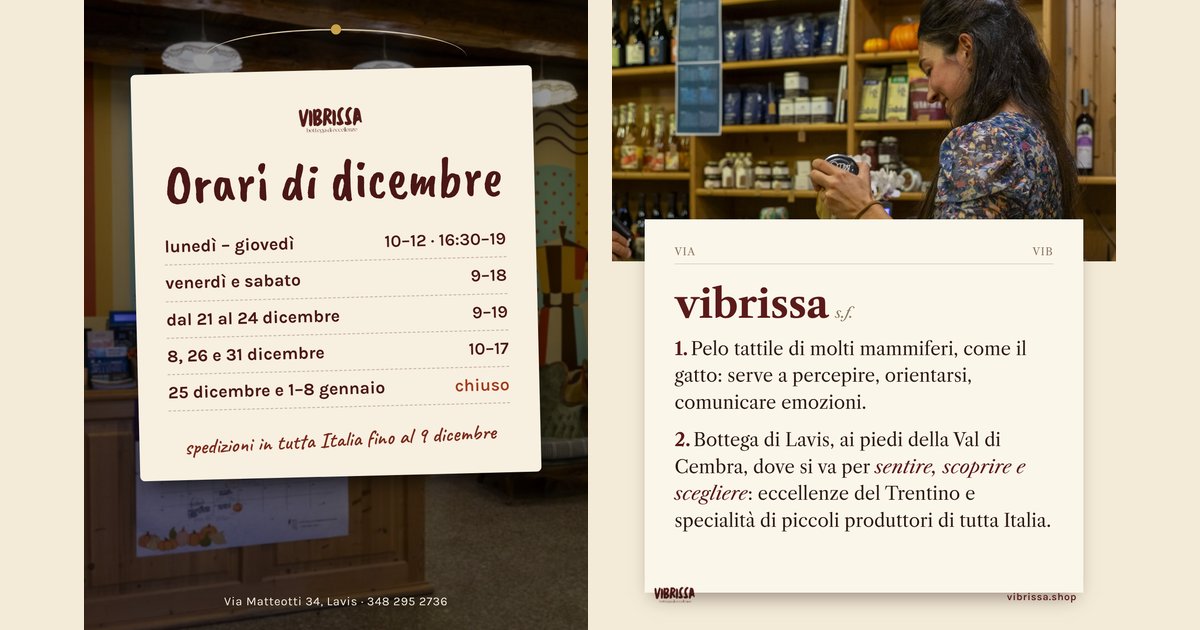 VIBRISSA
bottega di eccellenze
Orari di dicembre
lunedì – giovedì 10–12 · 16:30–19
venerdì e sabato 9–18
dal 21 al 24 dicembre 9–19
8, 26 e 31 dicembre 10–17
25 dicembre e 1–8 gennaio chiuso
spedizioni in tutta Italia fino al 9 dicembre
Via Matteotti 34, Lavis · 348 295 2736
VIA VIB
vibrissa s.f.
1. Pelo tattile di molti mammiferi, come il
gatto: serve a percepire, orientarsi,
comunicare emozioni.
2. Bottega di Lavis, ai piedi della Val di
Cembra, dove si va per sentire, scoprire e
scegliere: eccellenze del Trentino e
specialità di piccoli produttori di tutta Italia.
VIBRISSA
vibrissa.shop